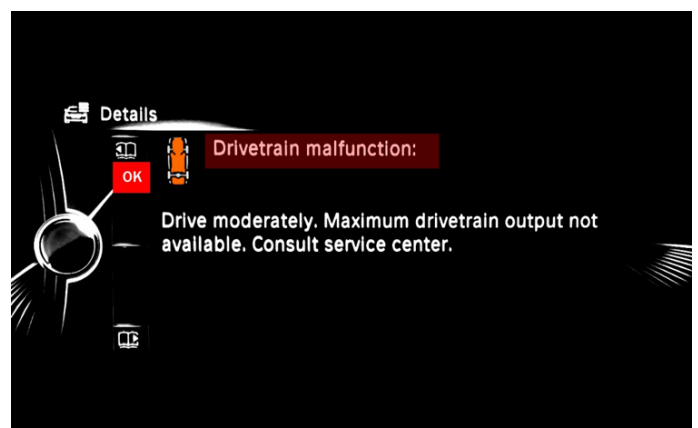 Details
Drivetrain malfunction:
OK
Drive moderately. Maximum drivetrain output not
available. Consult service center.